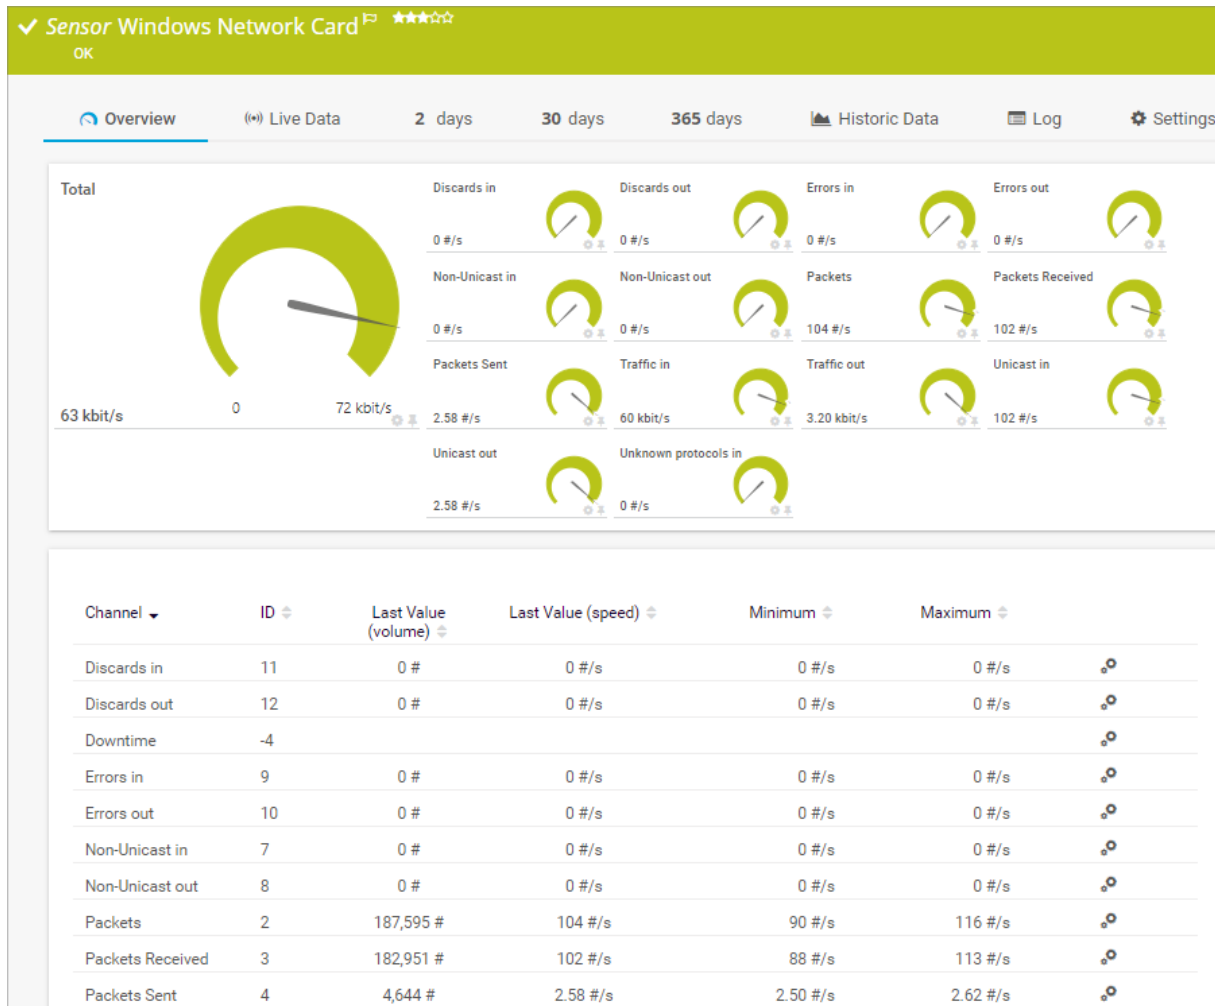 Sensor Windows Network Card
OK
Overview Live Data 2 days 30 days 365 days Historic Data Log Settings
Total
63 kbit/s
0 72 kbit/s
Discards in Discards out Errors in Errors out
0 #/s 0 #/s 0 #/s 0 #/s
Non-Unicast in Non-Unicast out Packets Packets Received
0 #/s 0 #/s 104 #/s 102 #/s
Packets Sent Traffic in Traffic out Unicast in
2.58 #/s 60 kbit/s 3.20 kbit/s 102 #/s
Unicast out Unknown protocols in
2.58 #/s 0 #/s
Channel ID Last Value (speed) Minimum Maximum
Last Value
(volume)
Discards in 11 0 # 0 #/s 0 #/s 0 #/s
Discards out 12 0 # 0 #/s 0 #/s 0 #/s
Downtime -4
Errors in 9 0 # 0 #/s 0 #/s 0 #/s
Errors out 10 0 # 0 #/s 0 #/s 0 #/s
Non-Unicast in 7 0 # 0 #/s 0 #/s 0 #/s
Non-Unicast out 8 0 # 0 #/s 0 #/s 0 #/s
Packets 2 187,595 # 104 #/s 90 #/s 116 #/s
Packets Received 3 182,951 # 102 #/s 88 #/s 113 #/s
Packets Sent 4 4,644 # 2.58 #/s 2.50 #/s 2.62 #/s